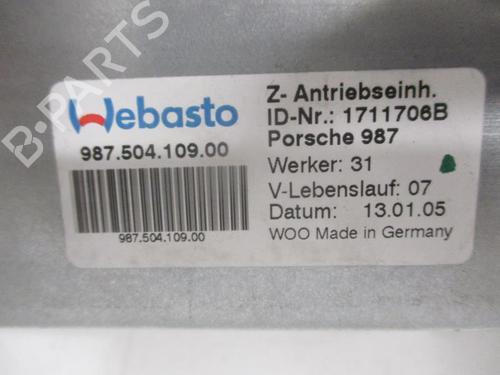 B-PARTS
Webasto
987.504.109.00
987.504.109.00
Z- Antriebseinh.
ID-Nr.: 1711706B
Porsche 987
Werker: 31
V-Lebenslauf: 07
Datum: 13.01.05
WOO Made in Germany